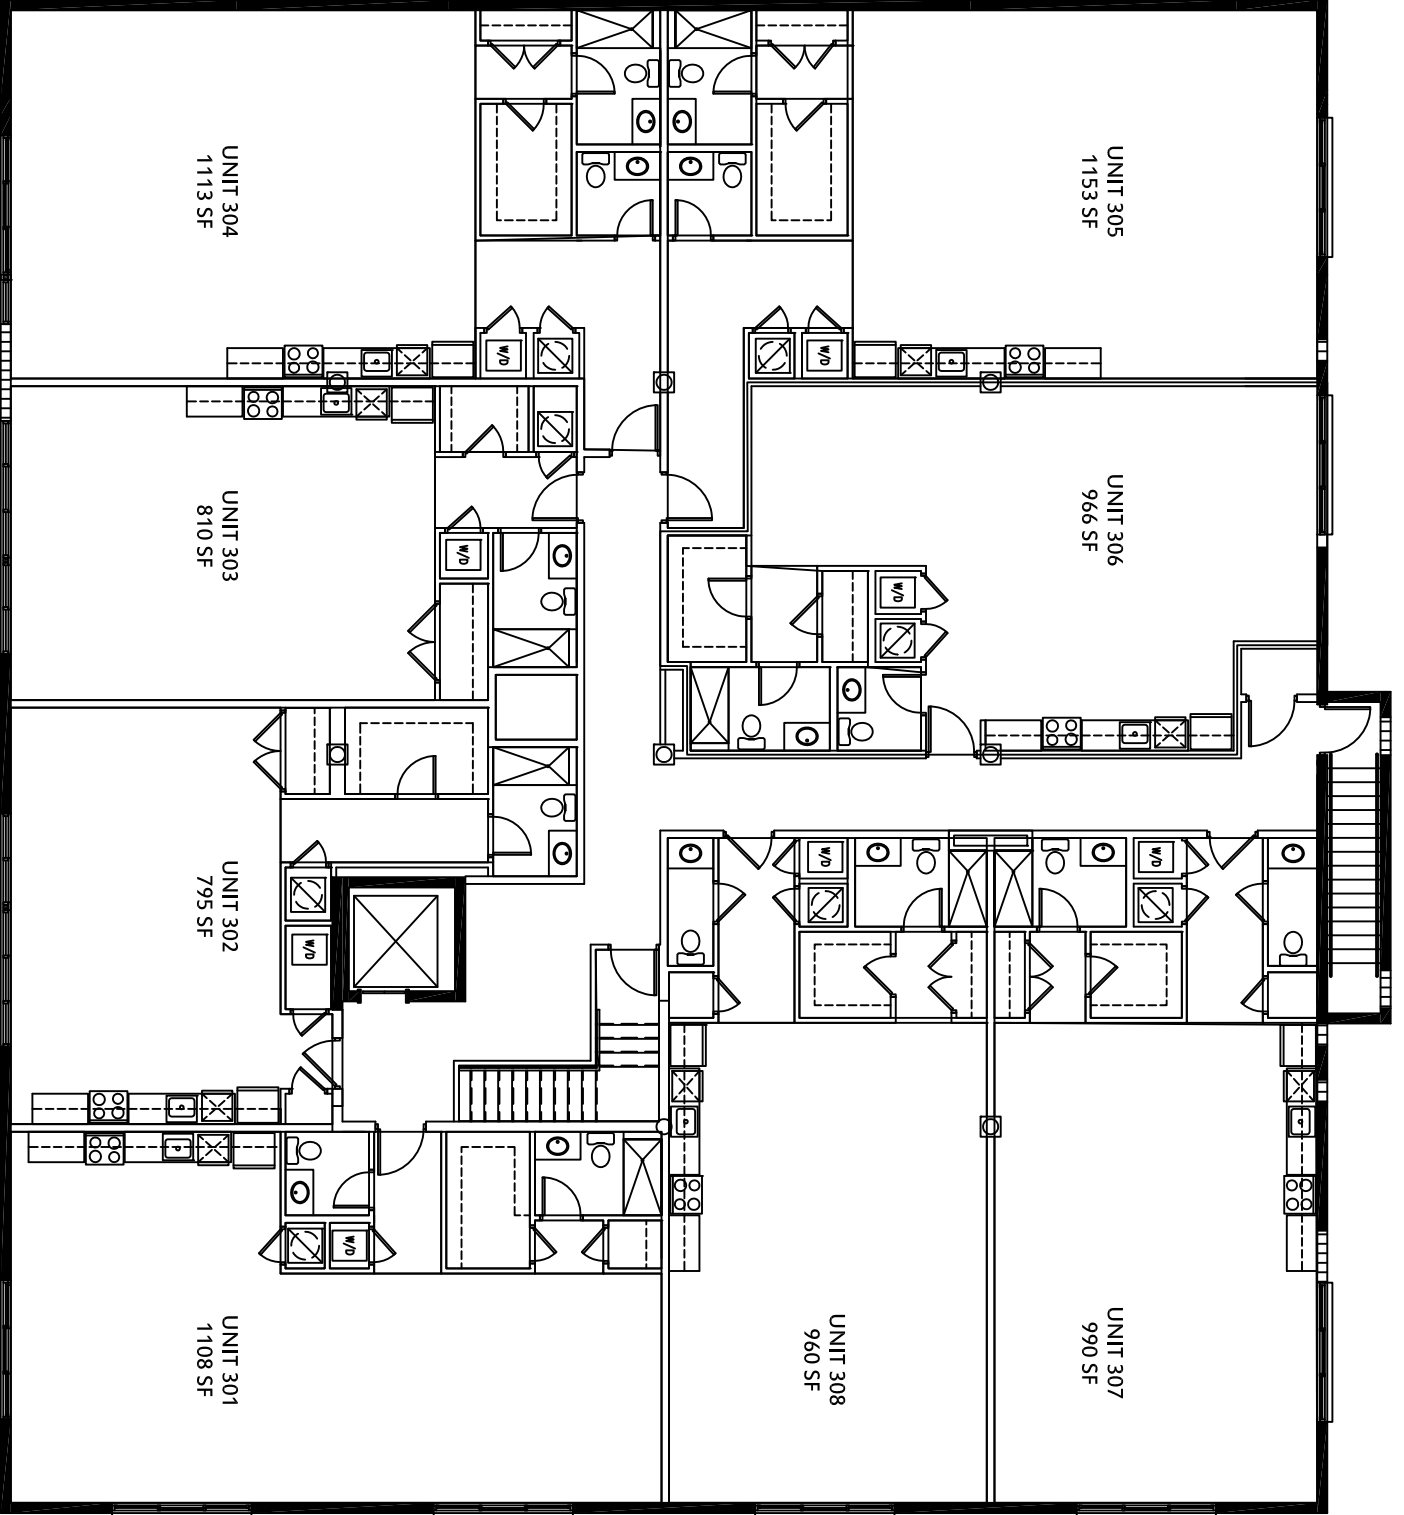 UNIT 304
1113 SF
UNIT 305
1153 SF
W/D
W/D
UNIT 303
810 SF
UNIT 306
966 SF
W/D
W/D
UNIT 302
795 SF
W/D
W/D
W/D
UNIT 301
1108 SF
W/D
UNIT 308
960 SF
UNIT 307
990 SF